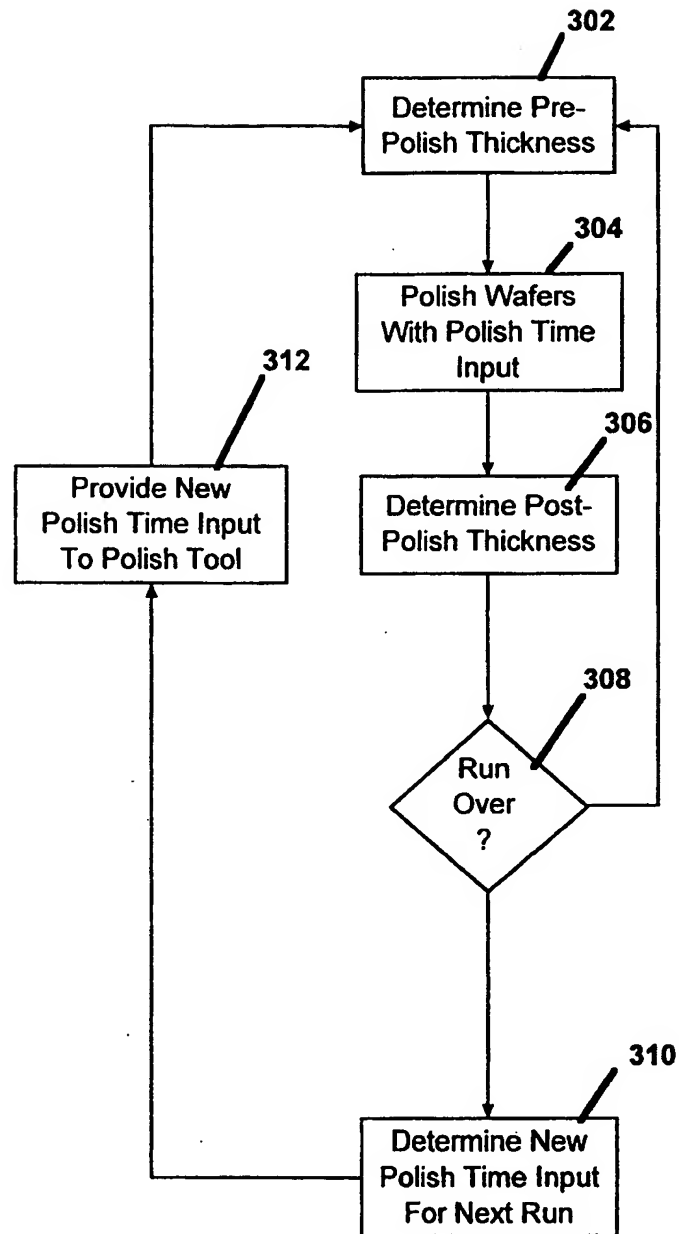 302
Determine Pre-
Polish Thickness
304
Polish Wafers
With Polish Time
Input
312
306
Provide New
Polish Time Input
To Polish Tool
Determine Post-
Polish Thickness
308
Run
Over
?
310
Determine New
Polish Time Input
For Next Run